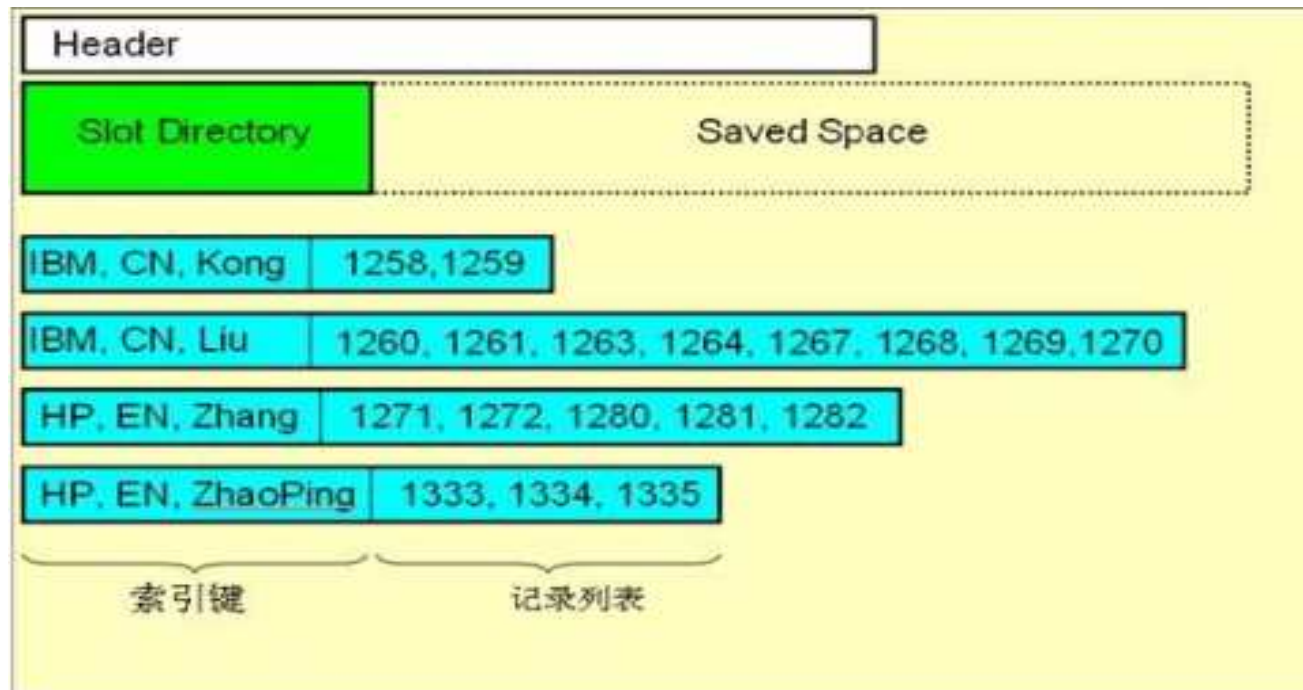 Header
Slot Directory Saved Space
IBM, CN, Kong 1258,1259
IBM, CN, Liu 1260, 1261, 1263, 1264, 1267, 1268, 1269,1270
HP, EN, Zhang 1271, 1272, 1280, 1281, 1282
HP, EN, ZhaoPing 1333, 1334, 1335
索引键 记录列表